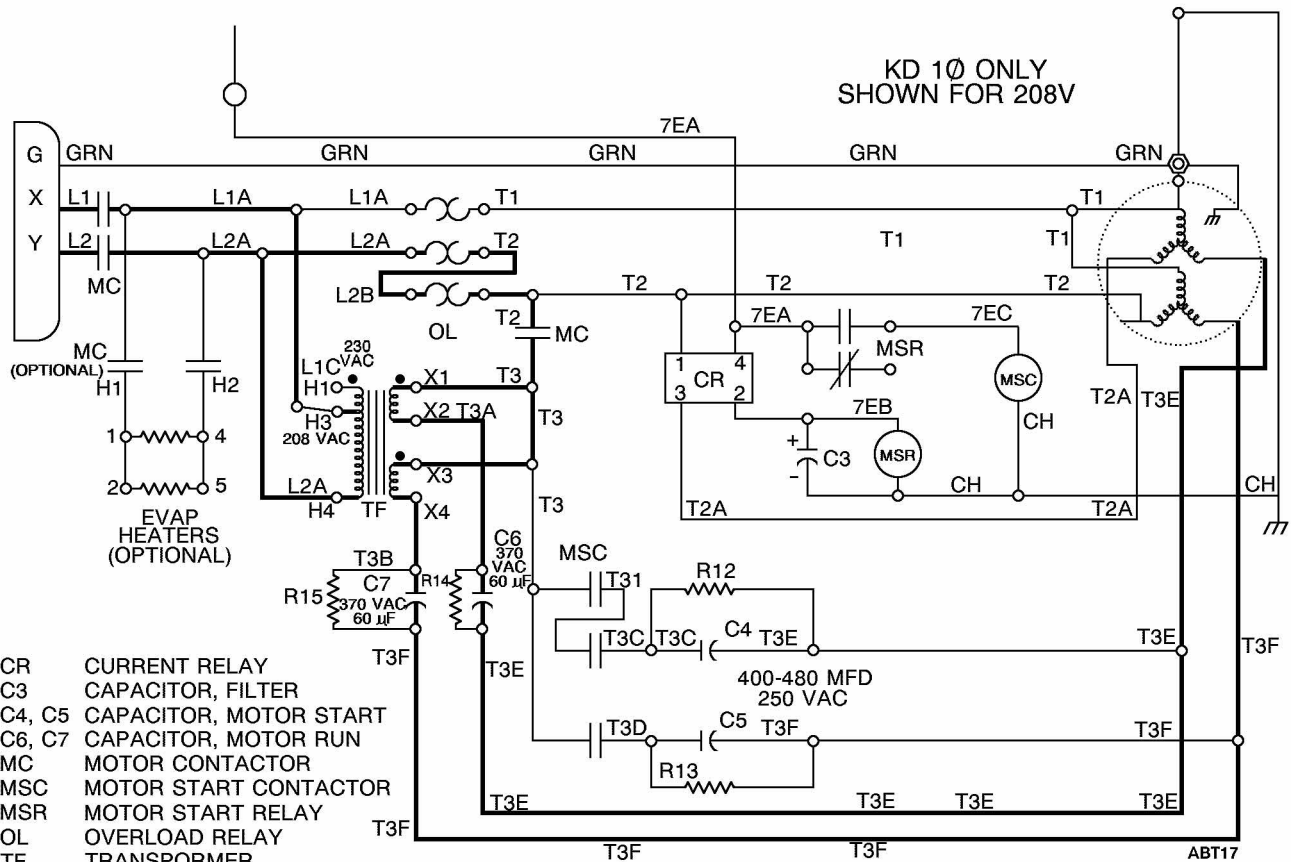 KD 1Ø ONLY
SHOWN FOR 208V
7EA
G GRN GRN GRN GRN GRN
X L1 L1A L1A T1 T1
Y L2 L2A L2A T2 T1 T1
MC
L2B T2 T2 T2
OL T2 MC
7EA 7EC
MSR
MC
(OPTIONAL)
H1 H2
230
VAC
L1C
H1 X1 T3
X2 T3A T3
H3
208 VAC
1 4
3 2
CR
MSC
T2A T3E
7EB
CH
+
C3
−
MSR
1 4
2 5
L2A
H4
TF
X3
X4
T3
CH CH
T2A T2A
EVAP
HEATERS
(OPTIONAL)
C6
370
VAC
60 µF
R14
T3B
R15
C7
370 VAC
60 µF
MSC
T31
R12
T3C T3C C4 T3E T3E
T3F T3E T3F
400-480 MFD
250 VAC
T3D C5 T3F T3F
R13
T3E T3E T3E T3E
T3F
T3F T3F
CR CURRENT RELAY
C3 CAPACITOR, FILTER
C4, C5 CAPACITOR, MOTOR START
C6, C7 CAPACITOR, MOTOR RUN
MC MOTOR CONTACTOR
MSC MOTOR START CONTACTOR
MSR MOTOR START RELAY
OL OVERLOAD RELAY
TF TRANSPORMER
ABT17